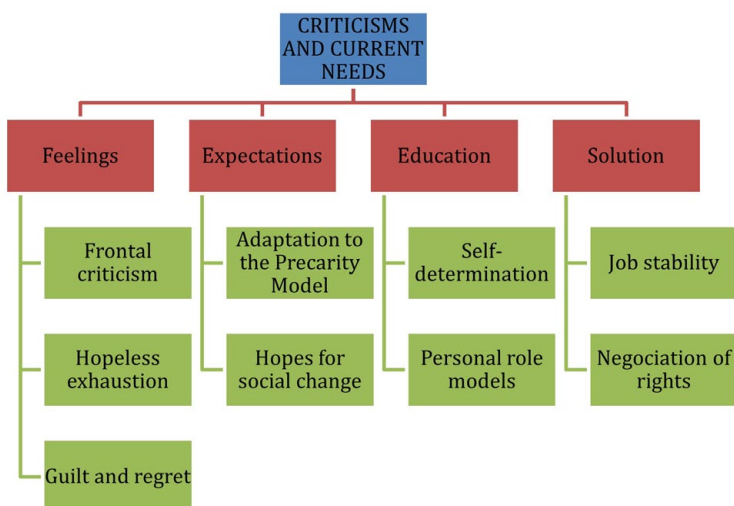 CRITICISMS
AND CURRENT
NEEDS
Feelings
Expectations
Education
Solution
Frontal
criticism
Hopeless
exhaustion
Guilt and regret
Adaptation to
the Precarity
Model
Hopes for
social change
Self-
determination
Personal role
models
Job stability
Negociation of
rights